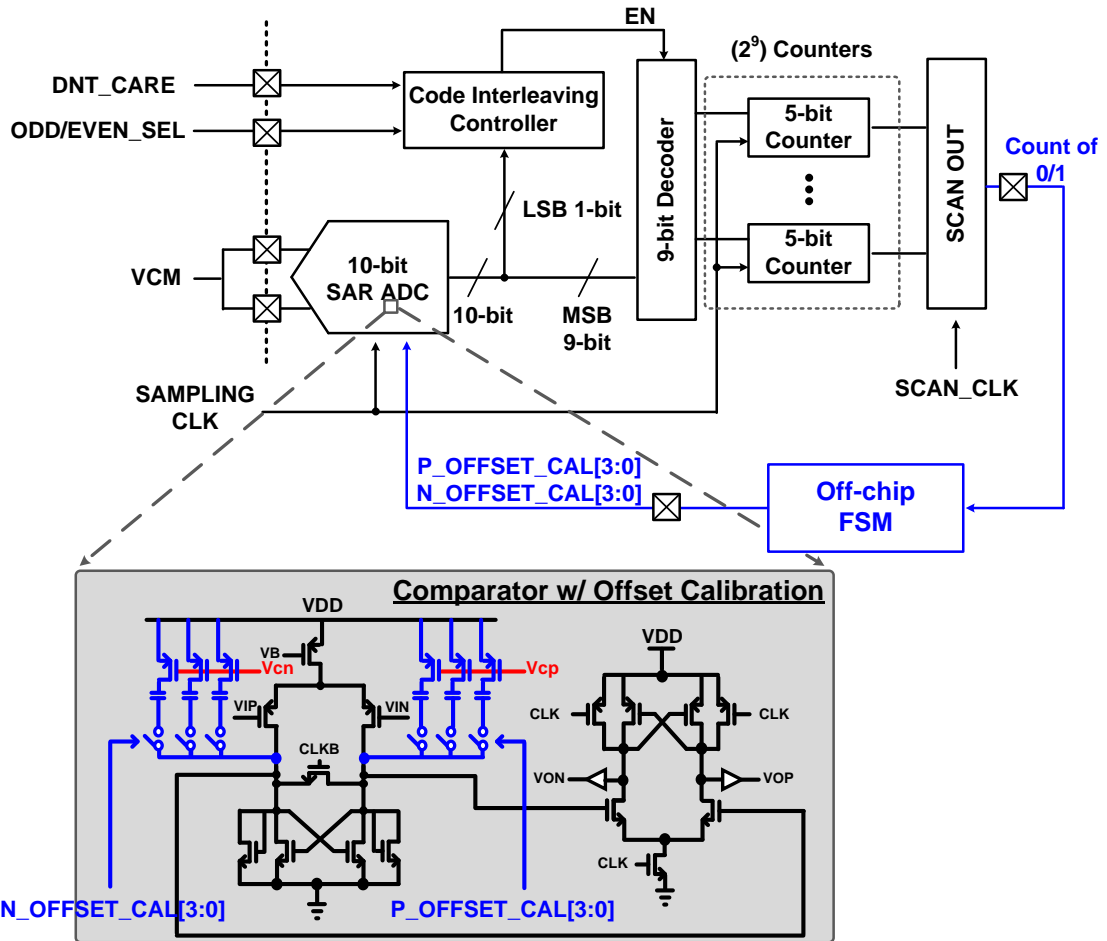 EN
(2⁹) Counters
DNT_CARE
ODD/EVEN_SEL
Code Interleaving
Controller
9-bit Decoder
5-bit
Counter
5-bit
Counter
SCAN OUT
Count of
0/1
LSB 1-bit
VCM
10-bit
SAR ADC
10-bit
MSB
9-bit
SAMPLING
CLK
SCAN_CLK
P_OFFSET_CAL[3:0]
N_OFFSET_CAL[3:0]
Off-chip
FSM
Comparator w/ Offset Calibration
VDD
VB
Vcn
Vcp
VIP
VIN
CLKB
VDD
CLK
CLK
VON
VOP
CLK
N_OFFSET_CAL[3:0]
P_OFFSET_CAL[3:0]